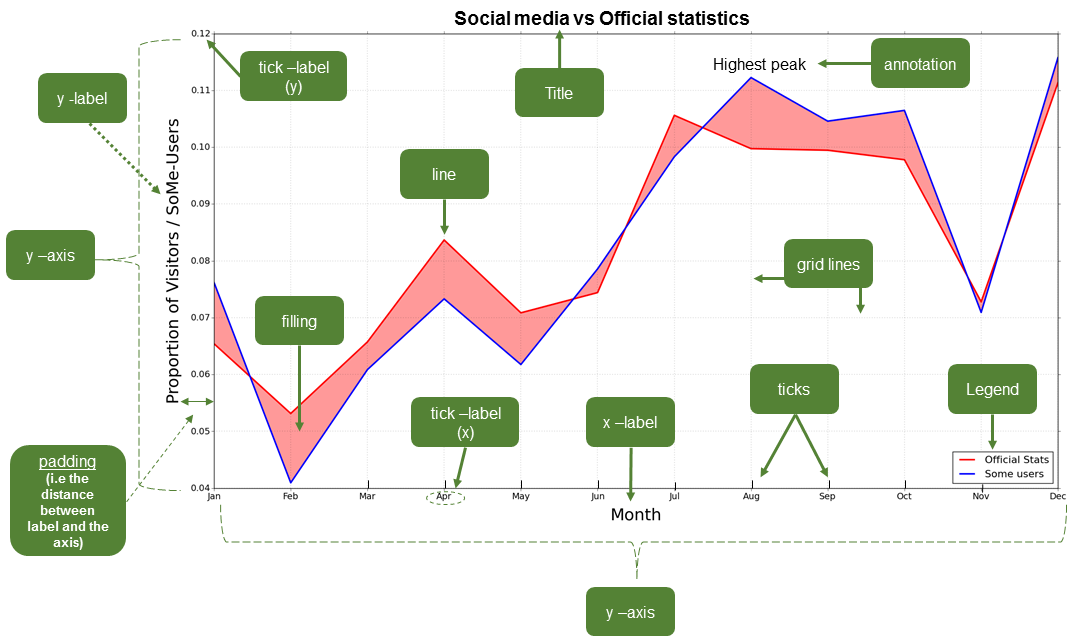 Social media vs Official statistics
0.12
0.11
0.10
0.09
0.08
0.07
0.06
0.05
0.04
Proportion of Visitors / SoMe-Users
tick –label
(y)
Title
Highest peak
annotation
y -label
line
y –axis
grid lines
filling
ticks
Legend
tick –label
(x)
x –label
padding
(i.e the
distance
between
label and the
axis)
Official Stats
Some users
Jan Feb Mar Apr May Jun Jul Aug Sep Oct Nov Dec
Month
y –axis